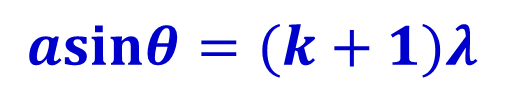 asinθ = (k + 1)λ